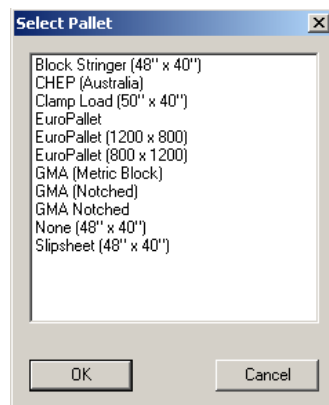 Select Pallet
Block Stringer (48" x 40")
CHEP (Australia)
Clamp Load (50" x 40")
EuroPallet
EuroPallet (1200 x 800)
EuroPallet (800 x 1200)
GMA (Metric Block)
GMA (Notched)
GMA Notched
None (48" x 40")
Slipsheet (48" x 40")
OK
Cancel